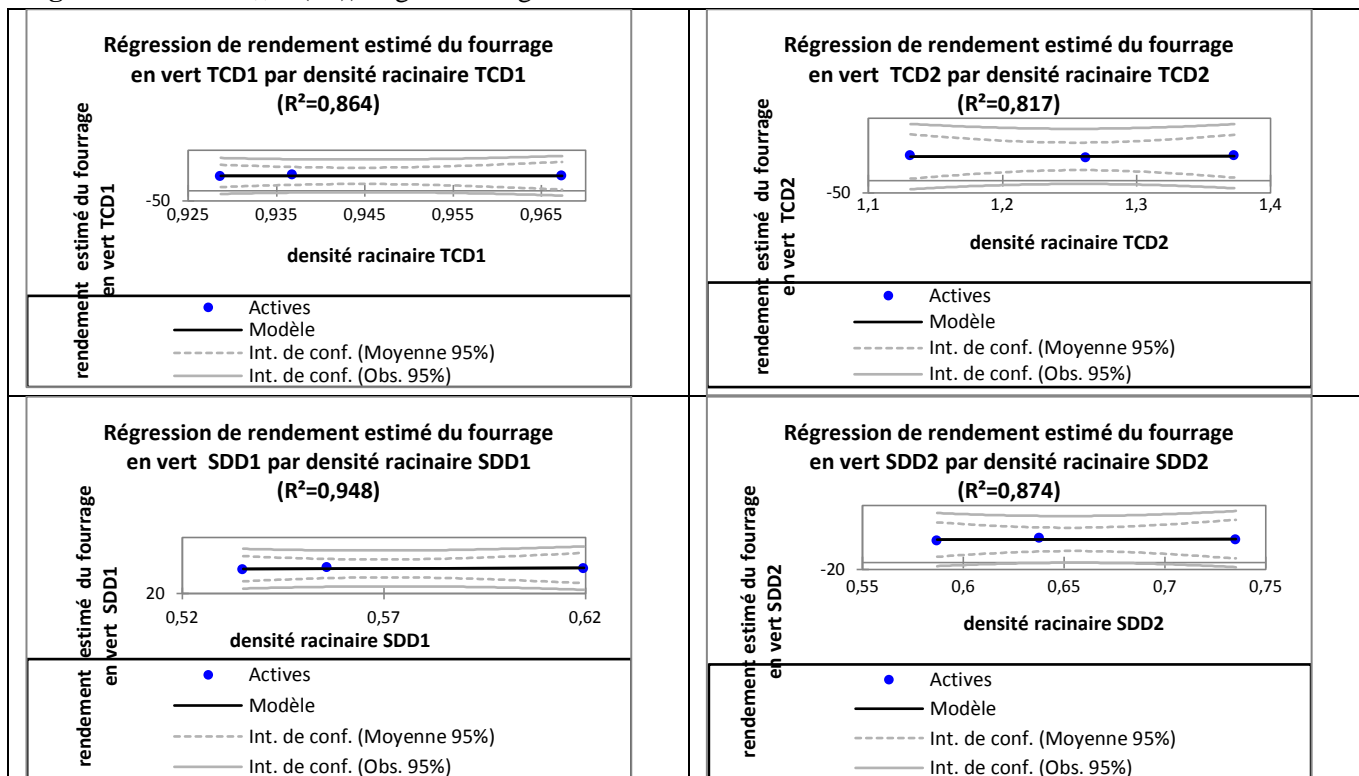 Régression de rendement estimé du fourrage
en vert TCD1 par densité racinaire TCD1
(R²=0,864)
rendement estimé du fourrage
en vert TCD1
-50
0,925
0,935
0,945
0,955
0,965
densité racinaire TCD1
Actives
Modèle
Int. de conf. (Moyenne 95%)
Int. de conf. (Obs. 95%)
Régression de rendement estimé du fourrage
en vert TCD2 par densité racinaire TCD2
(R²=0,817)
rendement estimé du fourrage
en vert TCD2
-50
1,1
1,2
1,3
1,4
densité racinaire TCD2
Actives
Modèle
Int. de conf. (Moyenne 95%)
Int. de conf. (Obs. 95%)
Régression de rendement estimé du fourrage
en vert SDD1 par densité racinaire SDD1
(R²=0,948)
rendement estimé du fourrage
en vert SDD1
20
0,52
0,57
0,62
densité racinaire SDD1
Actives
Modèle
Int. de conf. (Moyenne 95%)
Int. de conf. (Obs. 95%)
Régression de rendement estimé du fourrage
en vert SDD2 par densité racinaire SDD2
(R²=0,874)
rendement estimé du fourrage
en vert SDD2
-20
0,55
0,6
0,65
0,7
0,75
densité racinaire SDD2
Actives
Modèle
Int. de conf. (Moyenne 95%)
Int. de conf. (Obs. 95%)